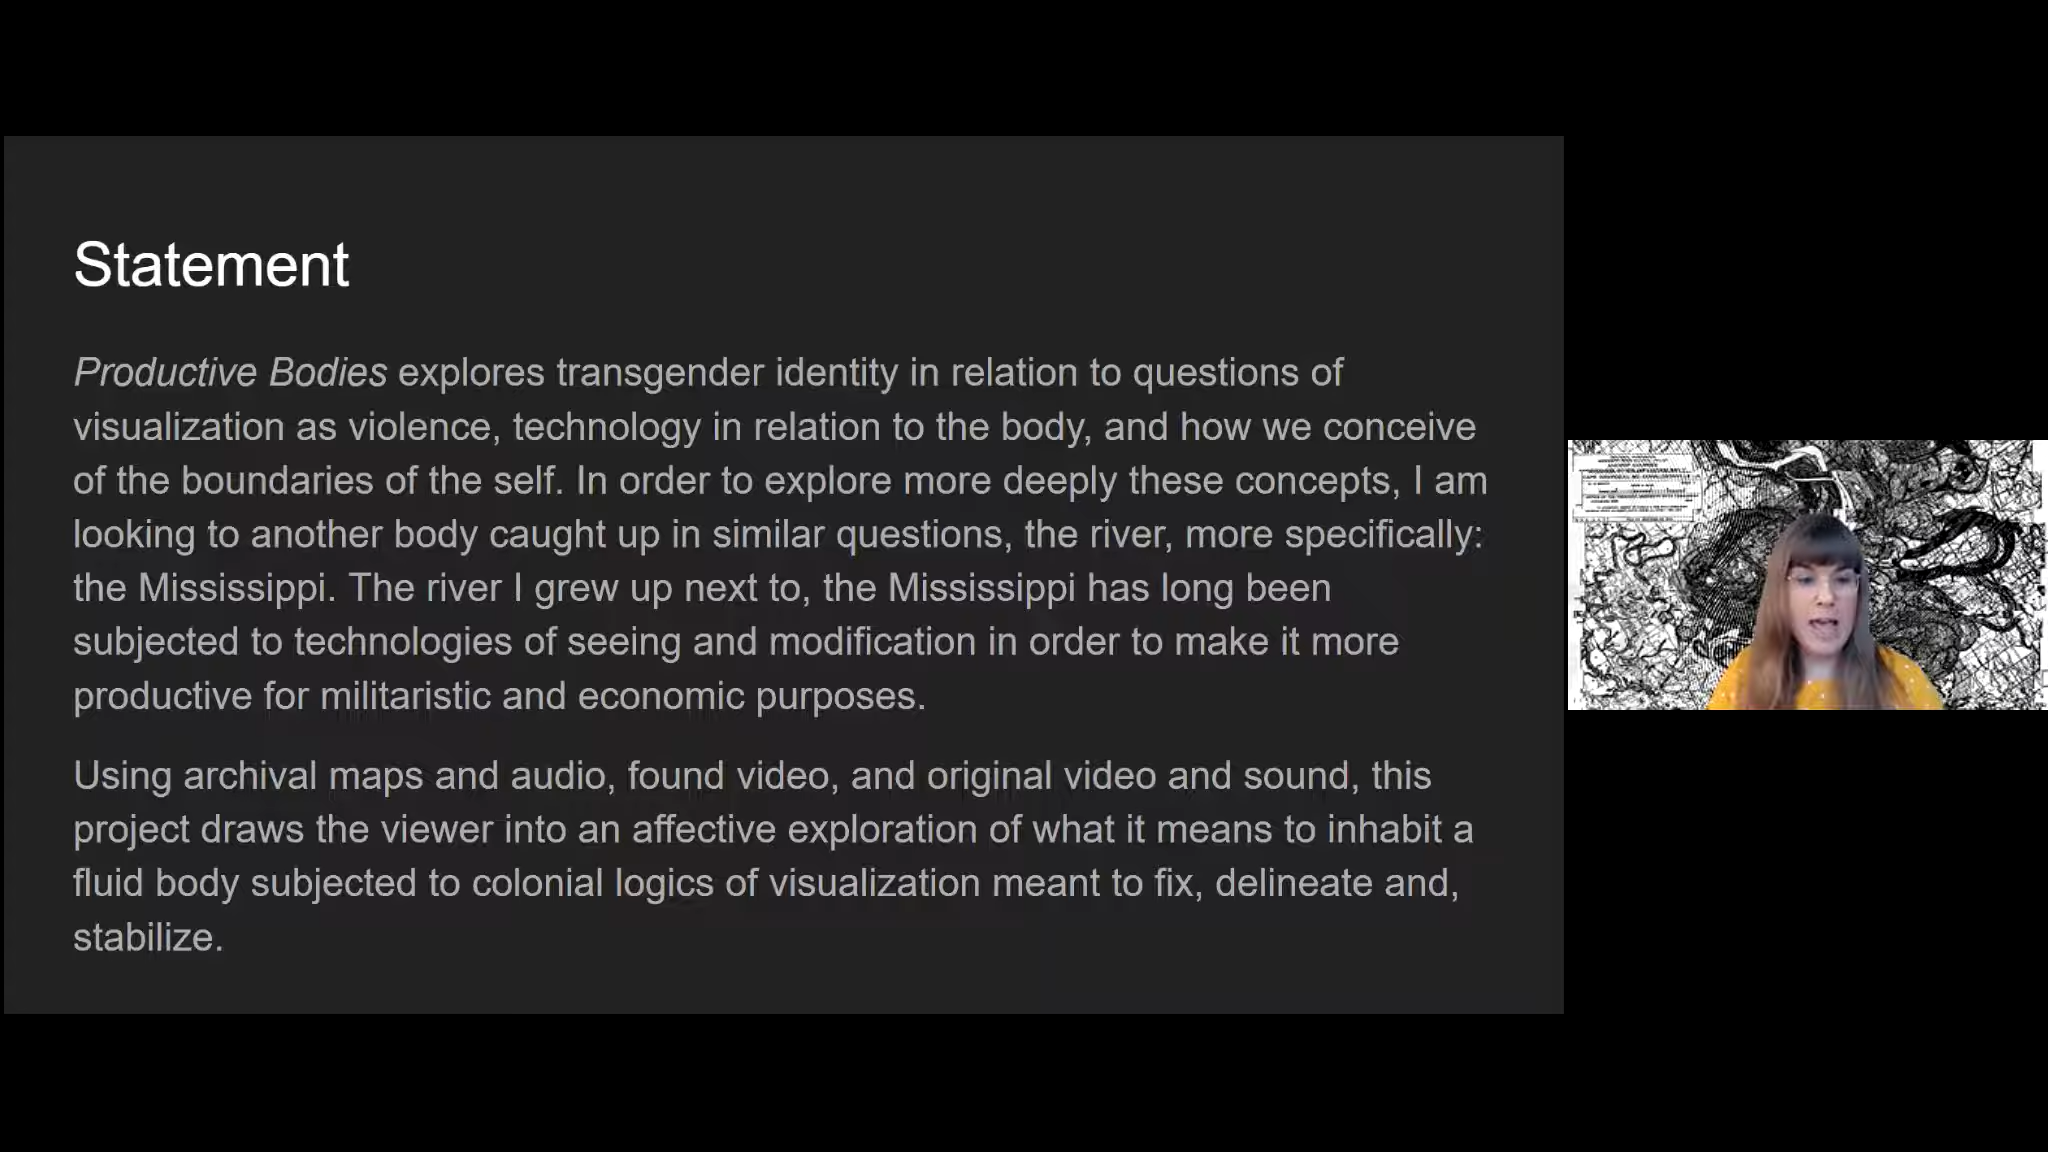 Statement
Productive Bodies explores transgender identity in relation to questions of
visualization as violence, technology in relation to the body, and how we conceive
of the boundaries of the self. In order to explore more deeply these concepts, I am
looking to another body caught up in similar questions, the river, more specifically:
the Mississippi. The river I grew up next to, the Mississippi has long been
subjected to technologies of seeing and modification in order to make it more
productive for militaristic and economic purposes.
Using archival maps and audio, found video, and original video and sound, this
project draws the viewer into an affective exploration of what it means to inhabit a
fluid body subjected to colonial logics of visualization meant to fix, delineate and,
stabilize.